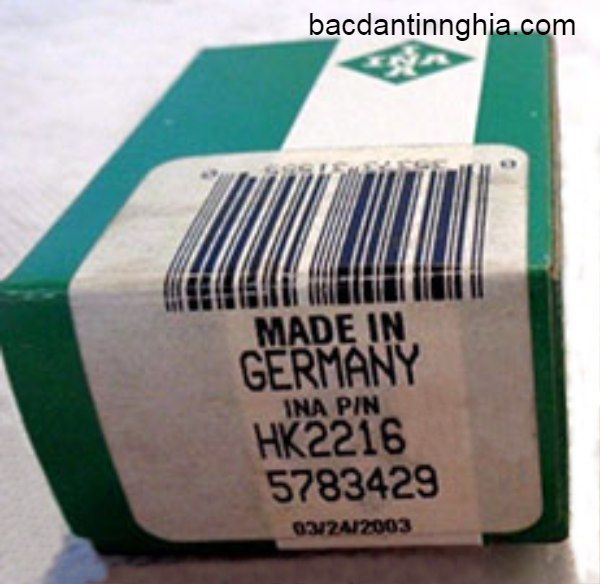 bacdantinnghia.com
INA
MADE IN
GERMANY
INA P/N
HK2216
5783429
03/24/2003